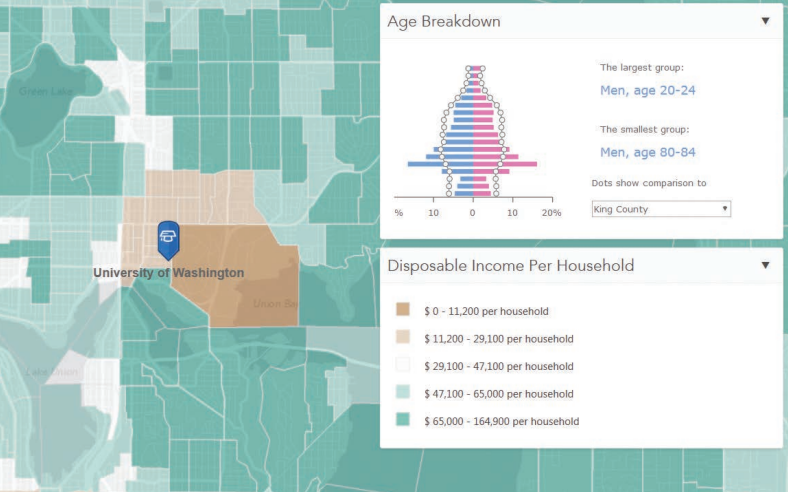 Age Breakdown
▼
The largest group:
Men, age 20-24
The smallest group:
Men, age 80-84
Dots show comparison to
King County ▼
% 10 0 10 20%
Green Lake
University of Washington
Union Bay
Lake Union
Disposable Income Per Household
▼
$ 0 - 11,200 per household
$ 11,200 - 29,100 per household
$ 29,100 - 47,100 per household
$ 47,100 - 65,000 per household
$ 65,000 - 164,900 per household